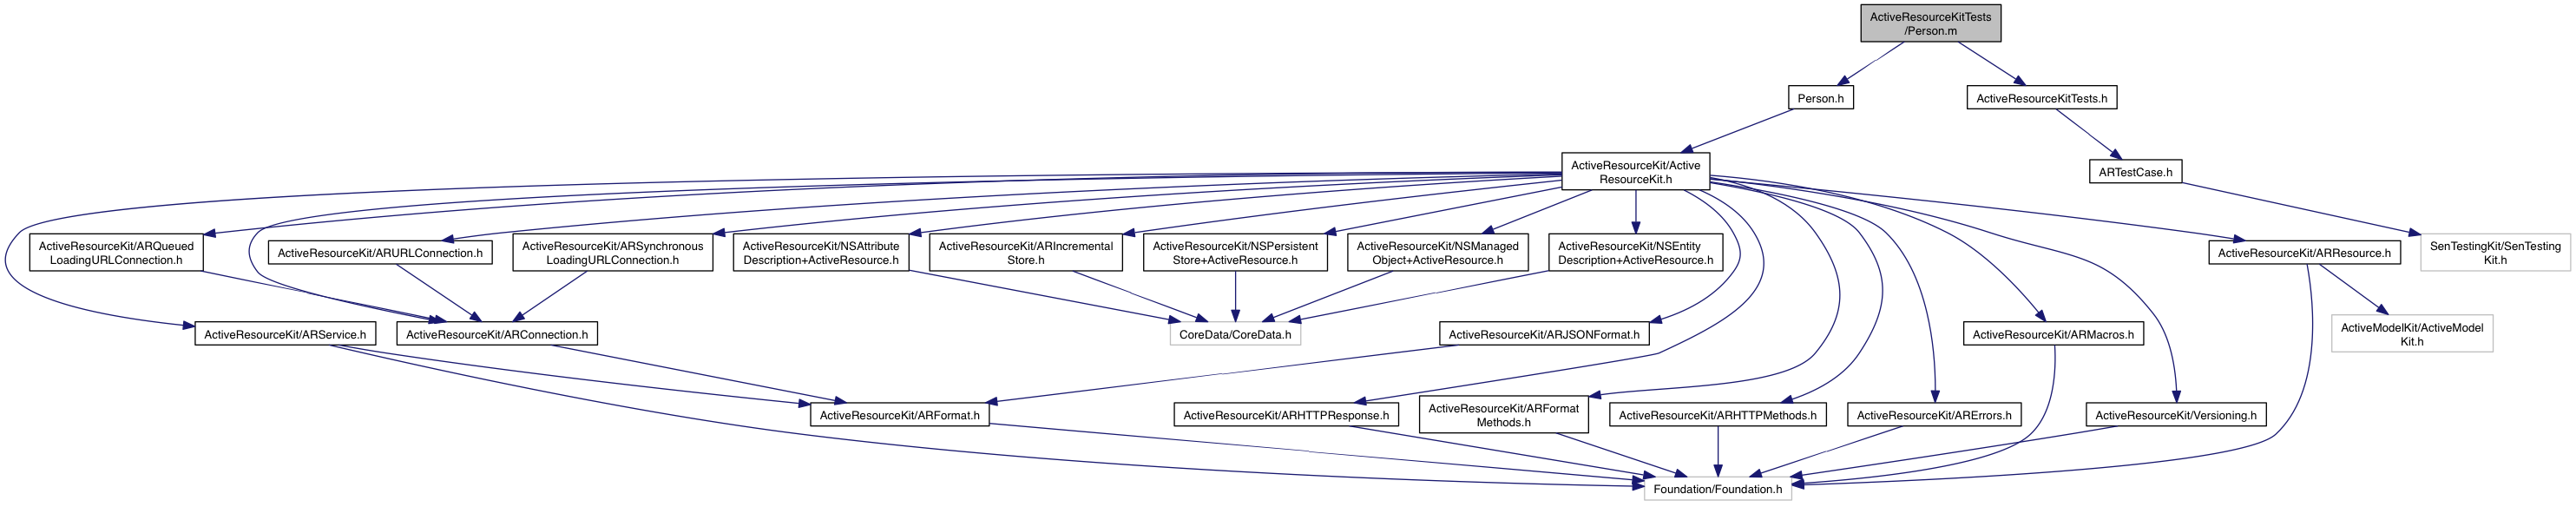 ActiveResourceKitTests
/Person.m
Person.h
ActiveResourceKitTests.h
ActiveResourceKit/Active
ResourceKit.h
ARTestCase.h
ActiveResourceKit/ARQueued
LoadingURLConnection.h
ActiveResourceKit/ARURLConnection.h
ActiveResourceKit/ARSynchronous
LoadingURLConnection.h
ActiveResourceKit/NSAttribute
Description+ActiveResource.h
ActiveResourceKit/ARIncremental
Store.h
ActiveResourceKit/NSPersistent
Store+ActiveResource.h
ActiveResourceKit/NSManaged
Object+ActiveResource.h
ActiveResourceKit/NSEntity
Description+ActiveResource.h
ActiveResourceKit/ARResource.h
SenTestingKit/SenTesting
Kit.h
ActiveResourceKit/ARService.h
ActiveResourceKit/ARConnection.h
CoreData/CoreData.h
ActiveResourceKit/ARJSONFormat.h
ActiveResourceKit/ARMacros.h
ActiveModelKit/ActiveModel
Kit.h
ActiveResourceKit/ARFormat.h
ActiveResourceKit/ARHTTPResponse.h
ActiveResourceKit/ARFormat
Methods.h
ActiveResourceKit/ARHTTPMethods.h
ActiveResourceKit/ARErrors.h
ActiveResourceKit/Versioning.h
Foundation/Foundation.h